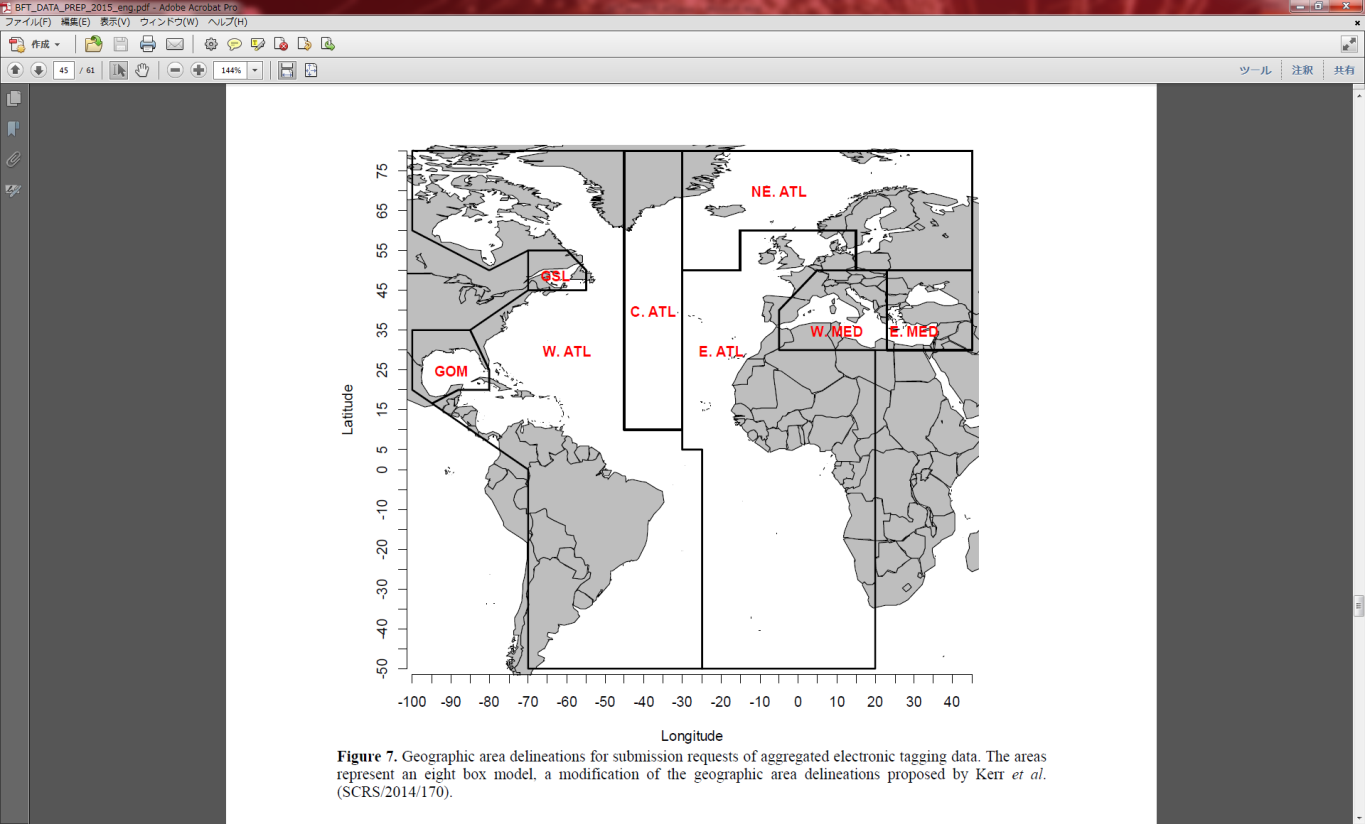 BFT_DATA_PREP_2015_eng.pdf - Adobe Acrobat Pro
ファイル(F) 編集(E) 表示(V) ウィンドウ(W) ヘルプ(H)
作成
45 / 61 144% ツール 注釈 共有
75
65
55
45
35
25
15
5
0
-10
-20
-30
-40
-50
Latitude
NE. ATL
GSL
C. ATL
W. ATL
E. ATL
W. MED
E. MED
GOM
-100 -90 -80 -70 -60 -50 -40 -30 -20 -10 0 10 20 30 40
Longitude
Figure 7. Geographic area delineations for submission requests of aggregated electronic tagging data. The areas
represent an eight box model, a modification of the geographic area delineations proposed by Kerr et al.
(SCRS/2014/170).